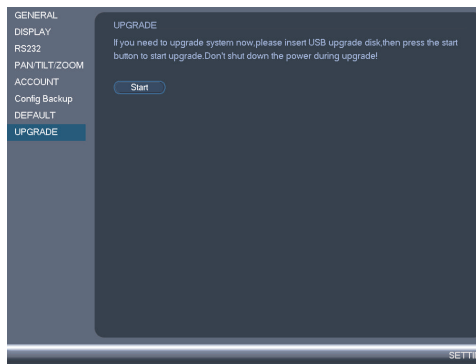 GENERAL
DISPLAY
RS232
PAN/TILT/ZOOM
ACCOUNT
Config Backup
DEFAULT
UPGRADE
UPGRADE
If you need to upgrade system now,please insert USB upgrade disk,then press the start
button to start upgrade.Don't shut down the power during upgrade!
Start
SETTI